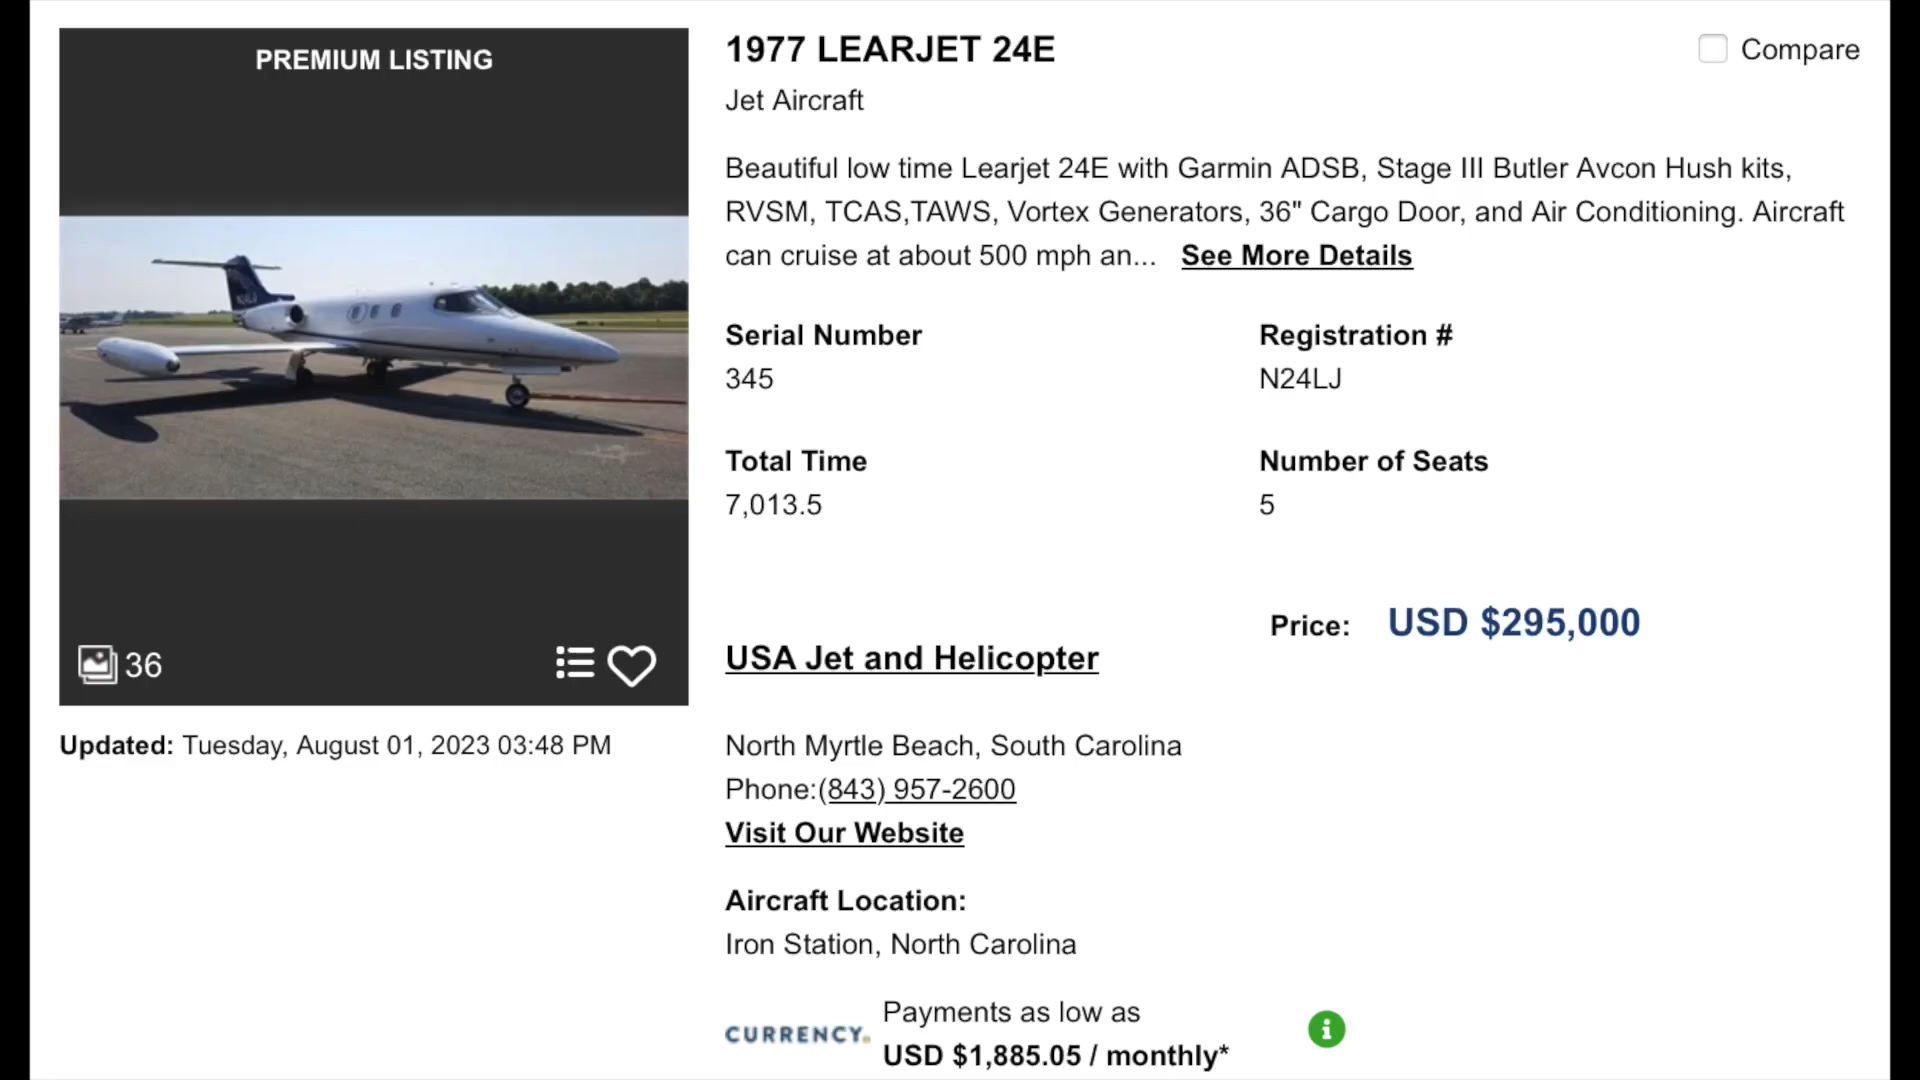 PREMIUM LISTING
36
Updated: Tuesday, August 01, 2023 03:48 PM
1977 LEARJET 24E
Compare
Jet Aircraft
Beautiful low time Learjet 24E with Garmin ADSB, Stage III Butler Avcon Hush kits,
RVSM, TCAS,TAWS, Vortex Generators, 36" Cargo Door, and Air Conditioning. Aircraft
can cruise at about 500 mph an... See More Details
Serial Number
345
Registration #
N24LJ
Total Time
7,013.5
Number of Seats
5
Price: USD $295,000
USA Jet and Helicopter
North Myrtle Beach, South Carolina
Phone:(843) 957-2600
Visit Our Website
Aircraft Location:
Iron Station, North Carolina
CURRENCY
Payments as low as
USD $1,885.05 / monthly*